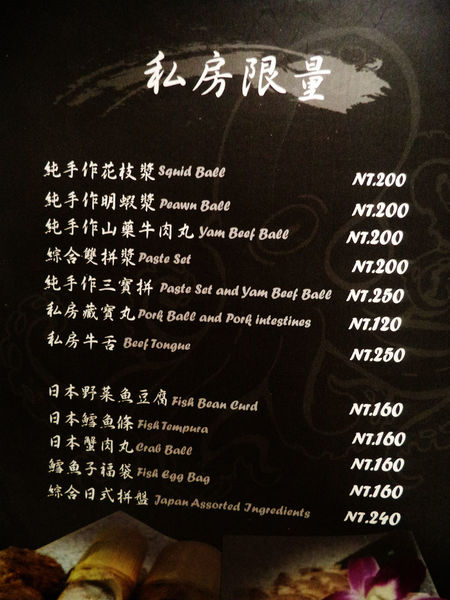 私房限量
純手作花枝漿 Squid Ball NT.200
純手作明蝦漿 Peawn Ball NT.200
純手作山藥牛肉丸 Yam Beef Ball NT.200
綜合雙拼漿 Paste Set NT.200
純手作三寶拼 Paste Set and Yam Beef Ball NT.250
私房藏寶丸 Pork Ball and Pork intestines NT.120
私房牛舌 Beef Tongue NT.250
日本野菜魚豆腐 Fish Bean Curd NT.160
日本鱈魚條 Fish Tempura NT.160
日本蟹肉丸 Crab Ball NT.160
鱈魚子福袋 Fish Egg Bag NT.160
綜合日式拼盤 Japan Assorted Ingredients NT.240